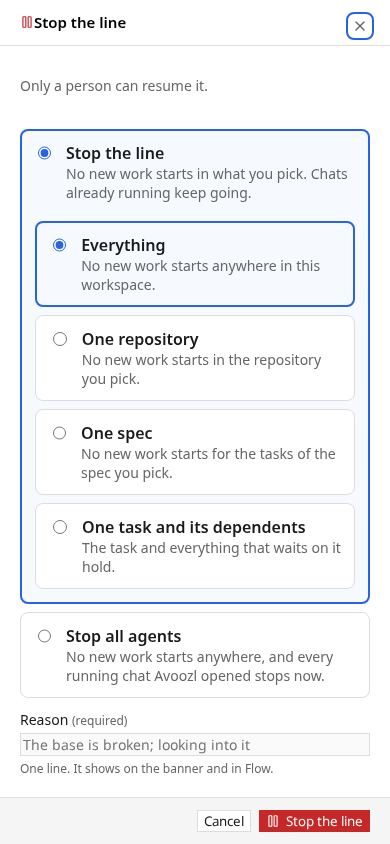 Stop the line
Only a person can resume it.
Stop the line
No new work starts in what you pick. Chats
already running keep going.
Everything
No new work starts anywhere in this
workspace.
One repository
No new work starts in the repository
you pick.
One spec
No new work starts for the tasks of the
spec you pick.
One task and its dependents
The task and everything that waits on it
hold.
Stop all agents
No new work starts anywhere, and every
running chat Avoozl opened stops now.
Reason (required)
The base is broken; looking into it
One line. It shows on the banner and in Flow.
Cancel
Stop the line